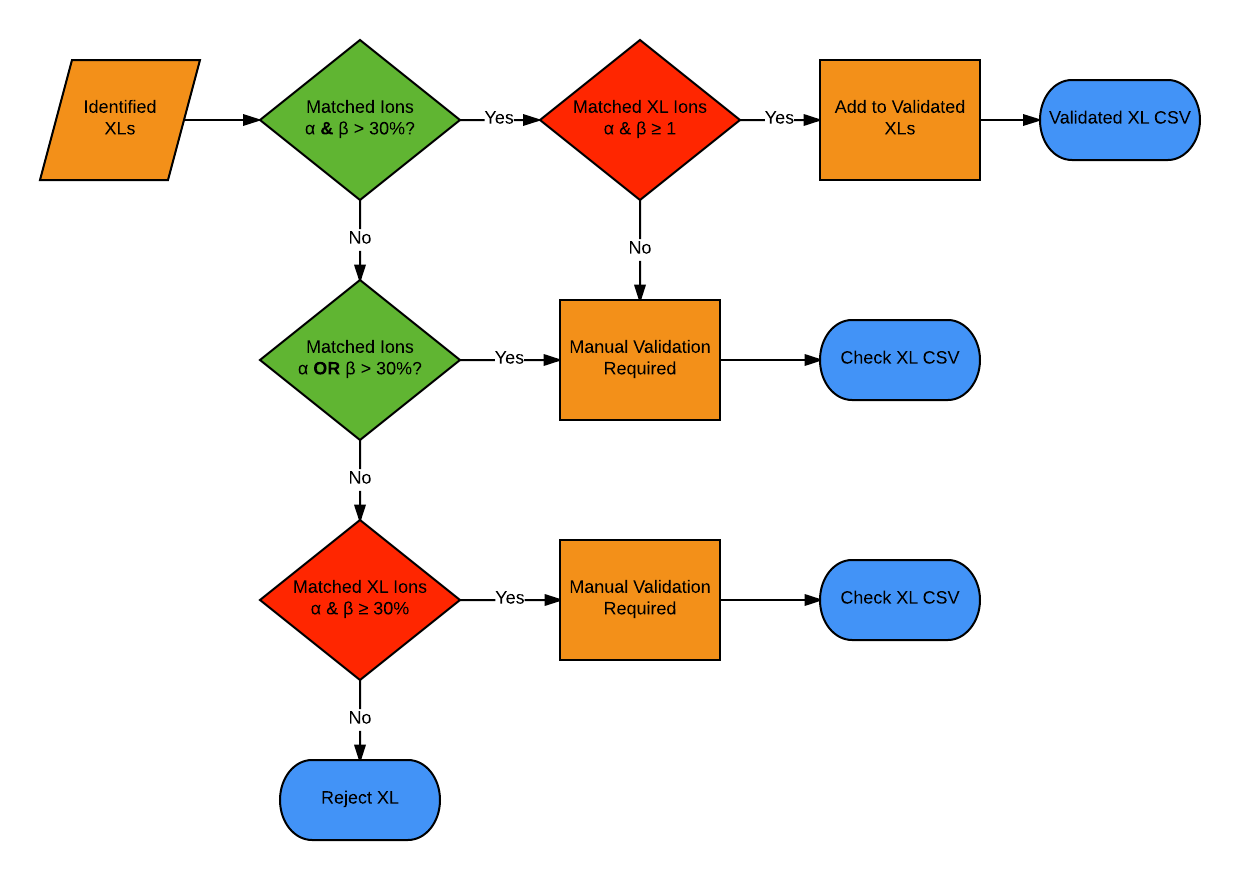 Identified
XLs
Matched Ions
α & β > 30%?
Yes
Matched XL Ions
α & β ≥ 1
Yes
Add to Validated
XLs
Validated XL CSV
No
No
Matched Ions
α OR β > 30%?
Yes
Manual Validation
Required
Check XL CSV
No
Matched XL Ions
α & β ≥ 30%
Yes
Manual Validation
Required
Check XL CSV
No
Reject XL